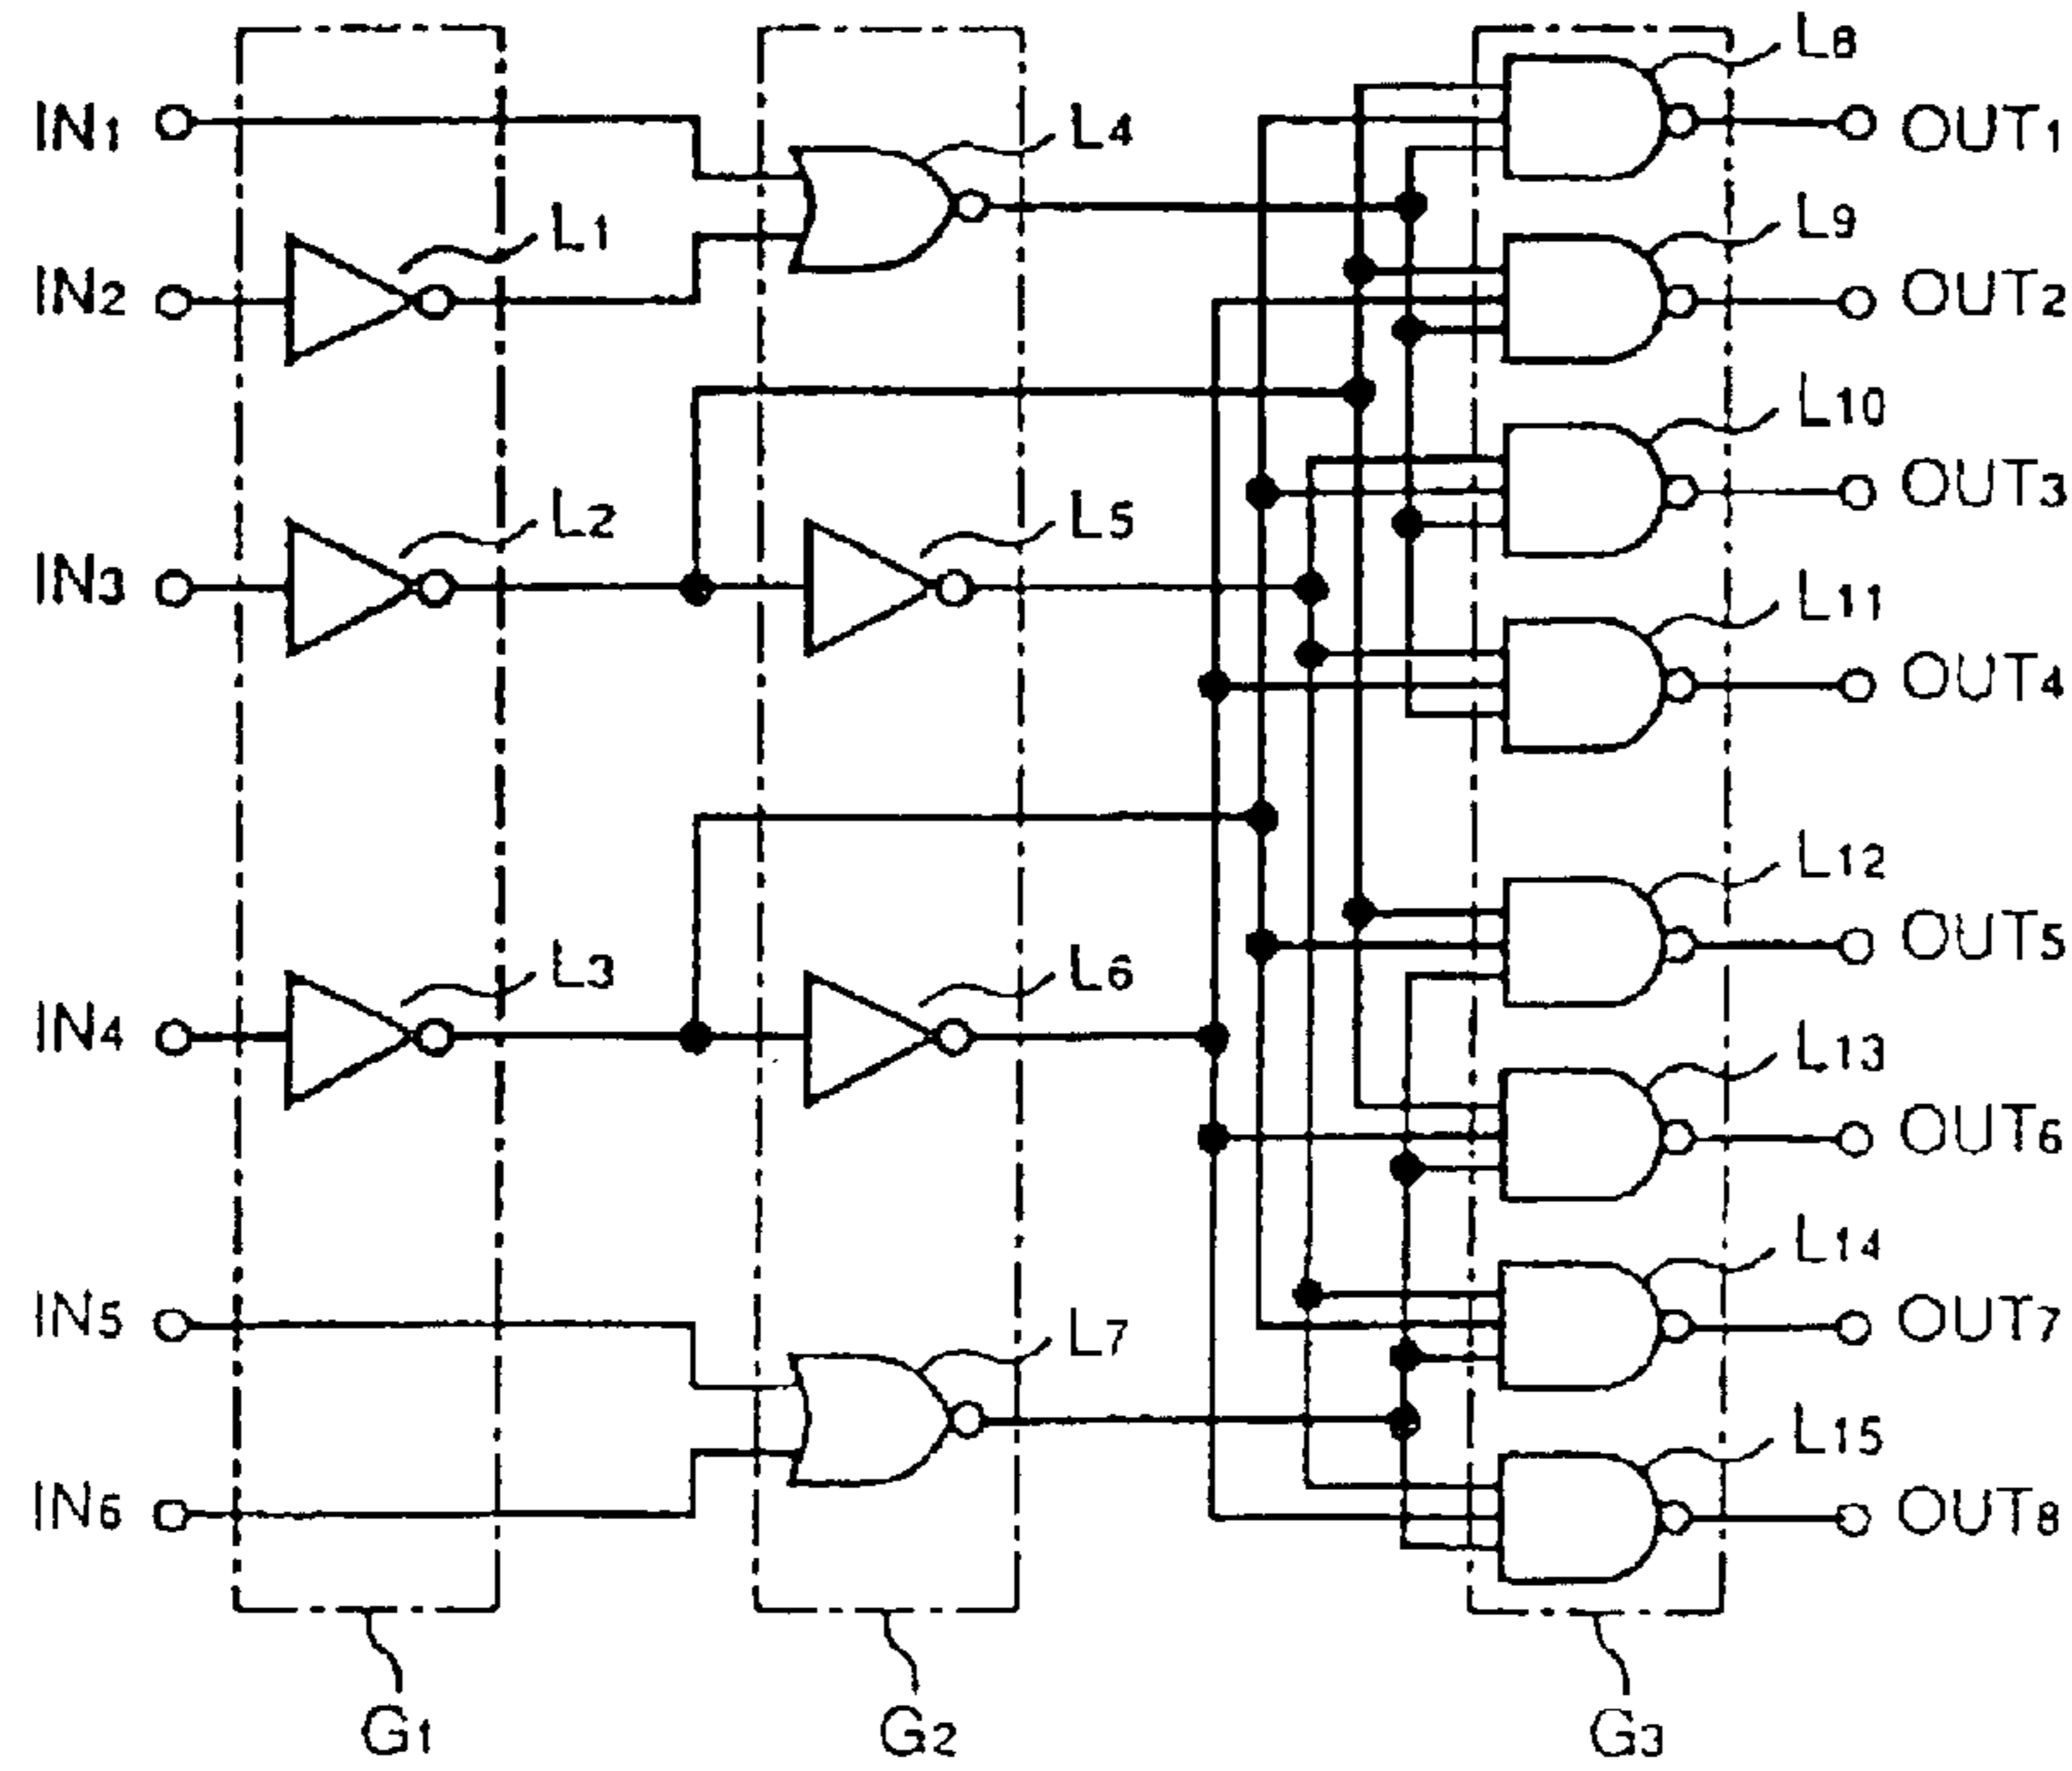 L8
IN1
L4
OUT1
L1
L9
IN2
OUT2
L10
L2
L5
OUT3
IN3
L11
OUT4
L12
OUT5
L3
L6
IN4
L13
OUT6
L14
IN5
L7
OUT7
L15
IN6
OUT8
G1
G2
G3